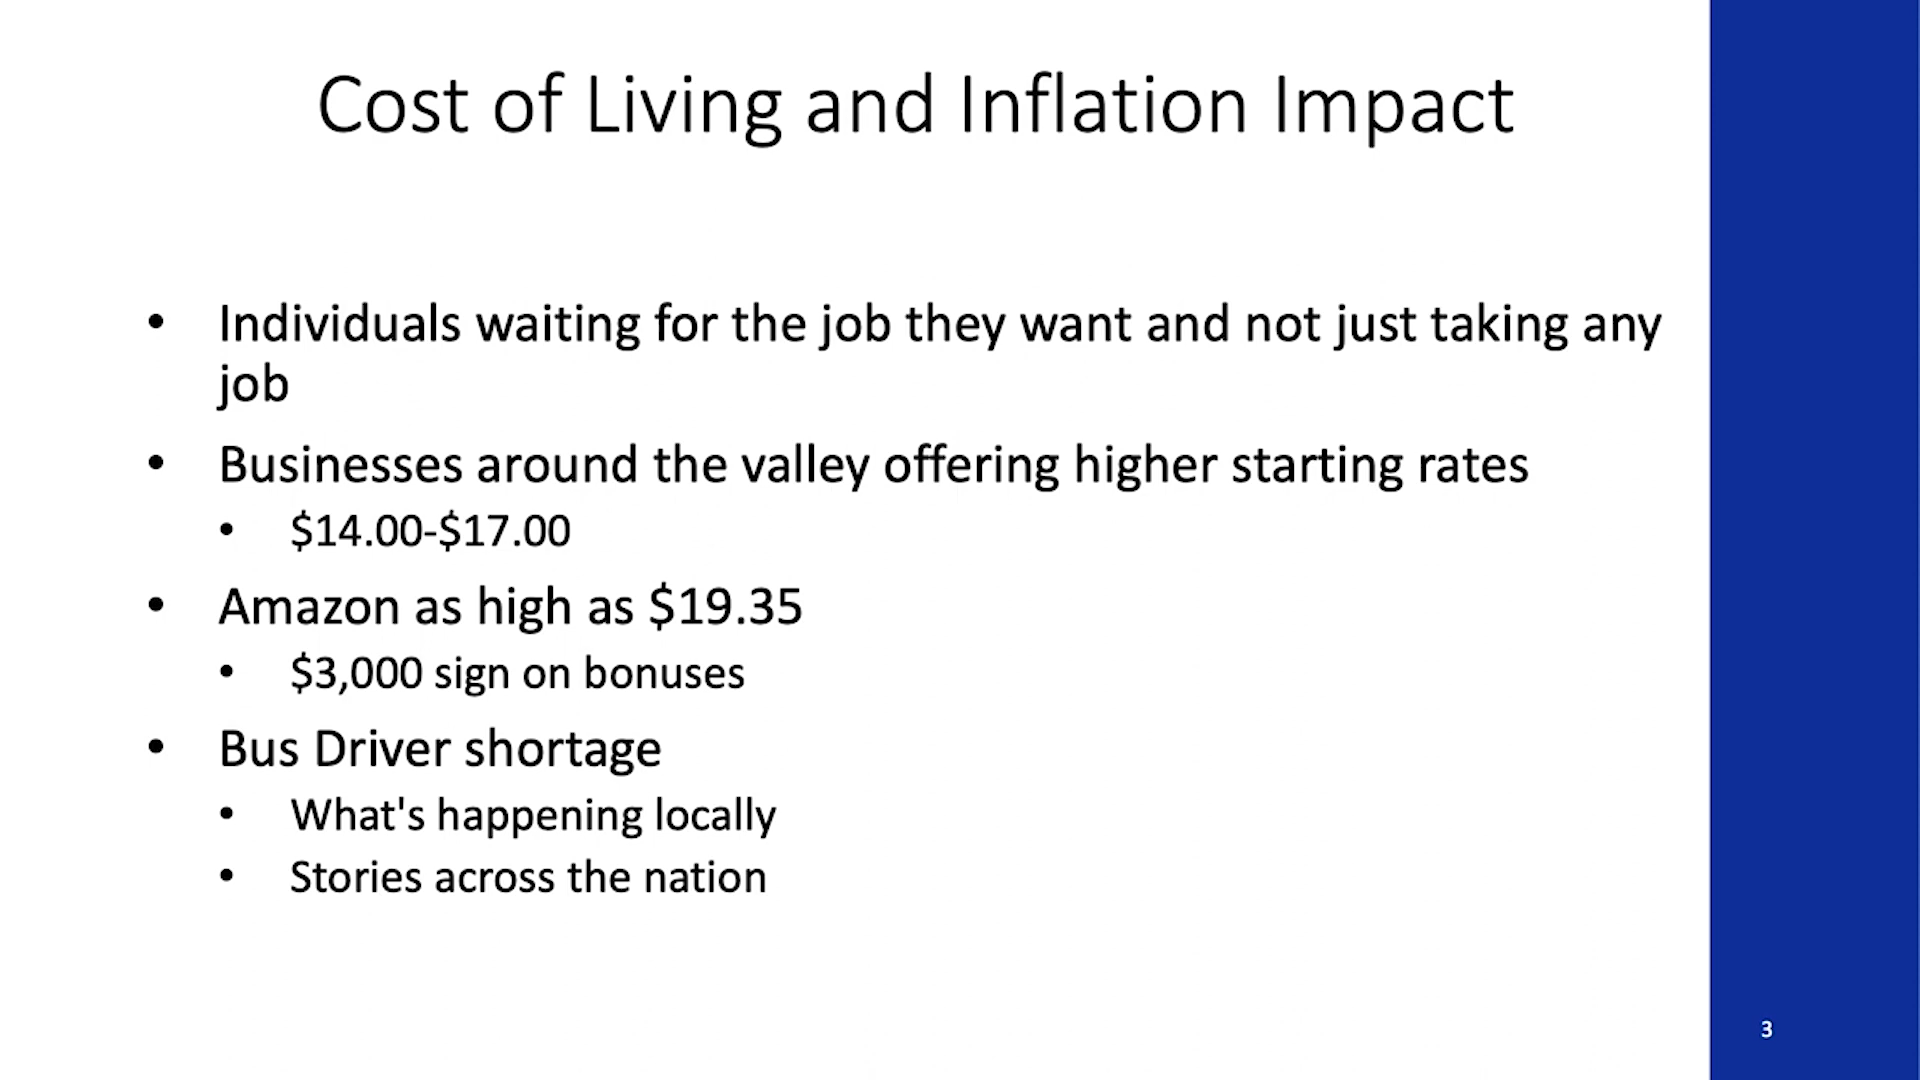 Cost of Living and Inflation Impact
• Individuals waiting for the job they want and not just taking any
job
• Businesses around the valley offering higher starting rates
• $14.00-$17.00
• Amazon as high as $19.35
• $3,000 sign on bonuses
• Bus Driver shortage
• What's happening locally
• Stories across the nation
3